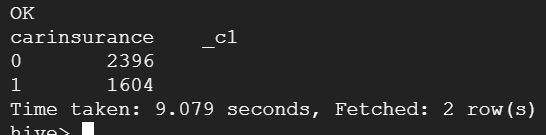 OK
carinsurance    _c1
0       2396
1       1604
Time taken: 9.079 seconds, Fetched: 2 row(s)
hive>